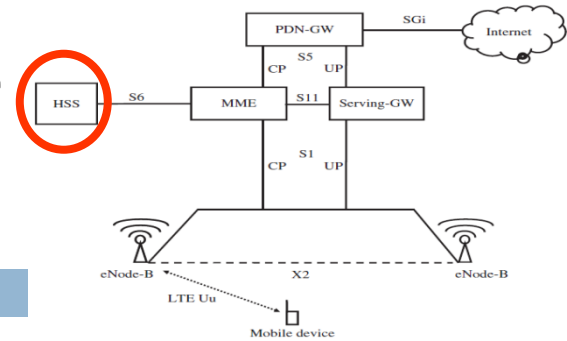 PDN-GW
SGi
Internet
S5
CP UP
HSS
S6
MME
S11
Serving-GW
S1
CP UP
eNode-B
X2
eNode-B
LTE Uu
Mobile device